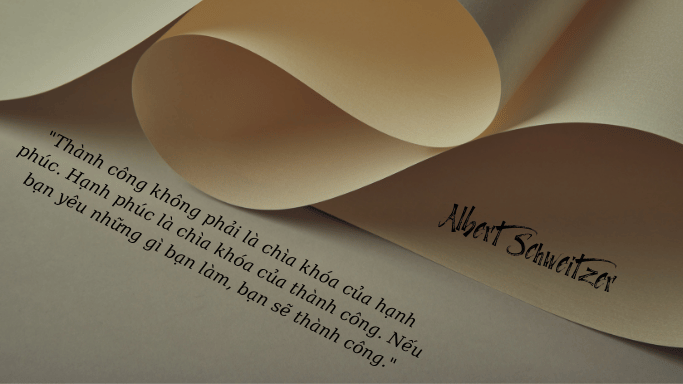 "Thành công không phải là chìa khóa của hạnh
phúc. Hạnh phúc là chìa khóa của thành công. Nếu
bạn yêu những gì bạn làm, bạn sẽ thành công."
Albert Schweitzer